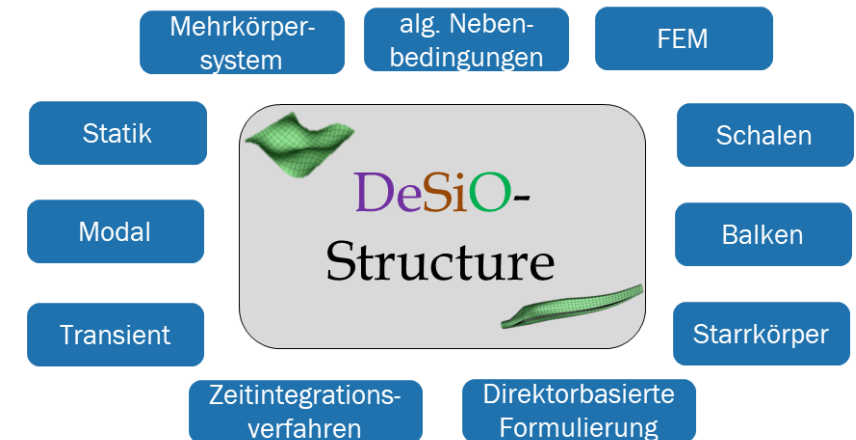 Mehrkörper-
system
alg. Neben-
bedingungen
FEM
Statik
Schalen
DeSiO-
Structure
Modal
Balken
Transient
Starrkörper
Zeitintegrations-
verfahren
Direktorbasierte
Formulierung